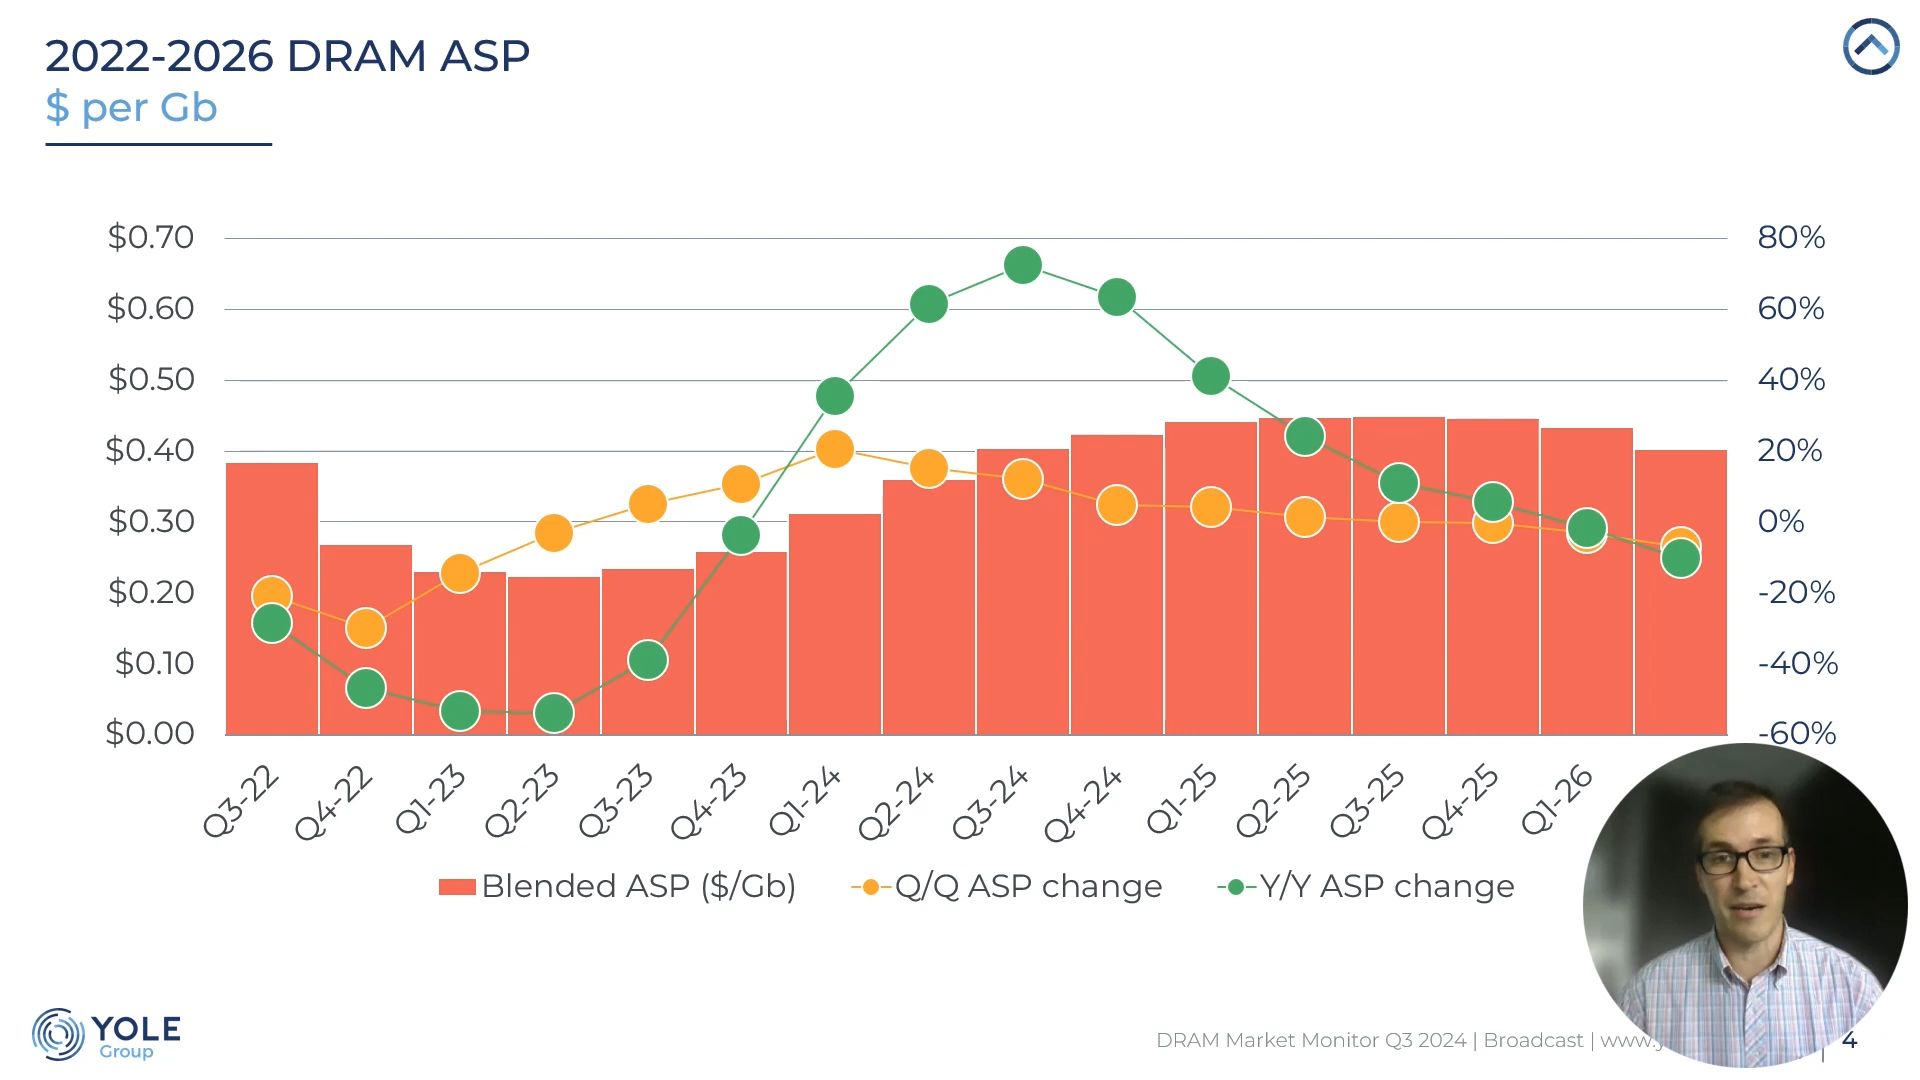 2022-2026 DRAM ASP
$ per Gb
$0.70
$0.60
$0.50
$0.40
$0.30
$0.20
$0.10
$0.00
80%
60%
40%
20%
0%
-20%
-40%
-60%
Q3-22
Q4-22
Q1-23
Q2-23
Q3-23
Q4-23
Q1-24
Q2-24
Q3-24
Q4-24
Q1-25
Q2-25
Q3-25
Q4-25
Q1-26
Blended ASP ($/Gb)
Q/Q ASP change
Y/Y ASP change
YOLE
Group
DRAM Market Monitor Q3 2024 | Broadcast | www.
4